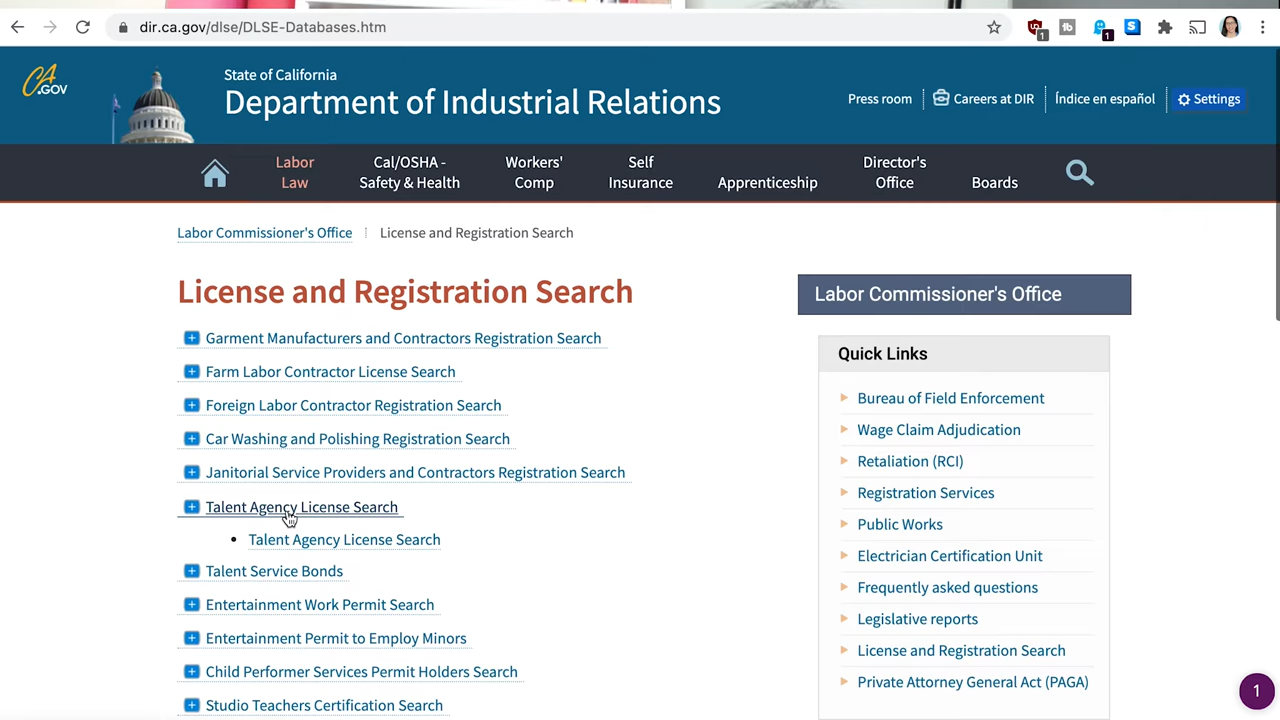 dir.ca.gov/dlse/DLSE-Databases.htm
1
tb
1
S
CA
.GOV
State of California
Department of Industrial Relations
Press room
Careers at DIR
Índice en español
Settings
Labor
Law
Cal/OSHA -
Safety & Health
Workers'
Comp
Self
Insurance
Apprenticeship
Director's
Office
Boards
Labor Commissioner's Office
License and Registration Search
License and Registration Search
Garment Manufacturers and Contractors Registration Search
Farm Labor Contractor License Search
Foreign Labor Contractor Registration Search
Car Washing and Polishing Registration Search
Janitorial Service Providers and Contractors Registration Search
Talent Agency License Search
• Talent Agency License Search
Talent Service Bonds
Entertainment Work Permit Search
Entertainment Permit to Employ Minors
Child Performer Services Permit Holders Search
Studio Teachers Certification Search
Labor Commissioner's Office
Quick Links
Bureau of Field Enforcement
Wage Claim Adjudication
Retaliation (RCI)
Registration Services
Public Works
Electrician Certification Unit
Frequently asked questions
Legislative reports
License and Registration Search
Private Attorney General Act (PAGA)
1